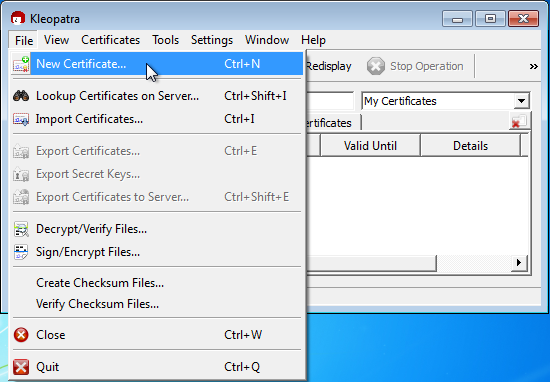 Kleopatra
File View Certificates Tools Settings Window Help
New Certificate... Ctrl+N
Redisplay Stop Operation »
Lookup Certificates on Server... Ctrl+Shift+I
My Certificates
Import Certificates... Ctrl+I
ertificates
Export Certificates... Ctrl+E
Valid Until Details
Export Secret Keys...
Export Certificates to Server... Ctrl+Shift+E
Decrypt/Verify Files...
Sign/Encrypt Files...
Create Checksum Files...
Verify Checksum Files...
Close Ctrl+W
Quit Ctrl+Q